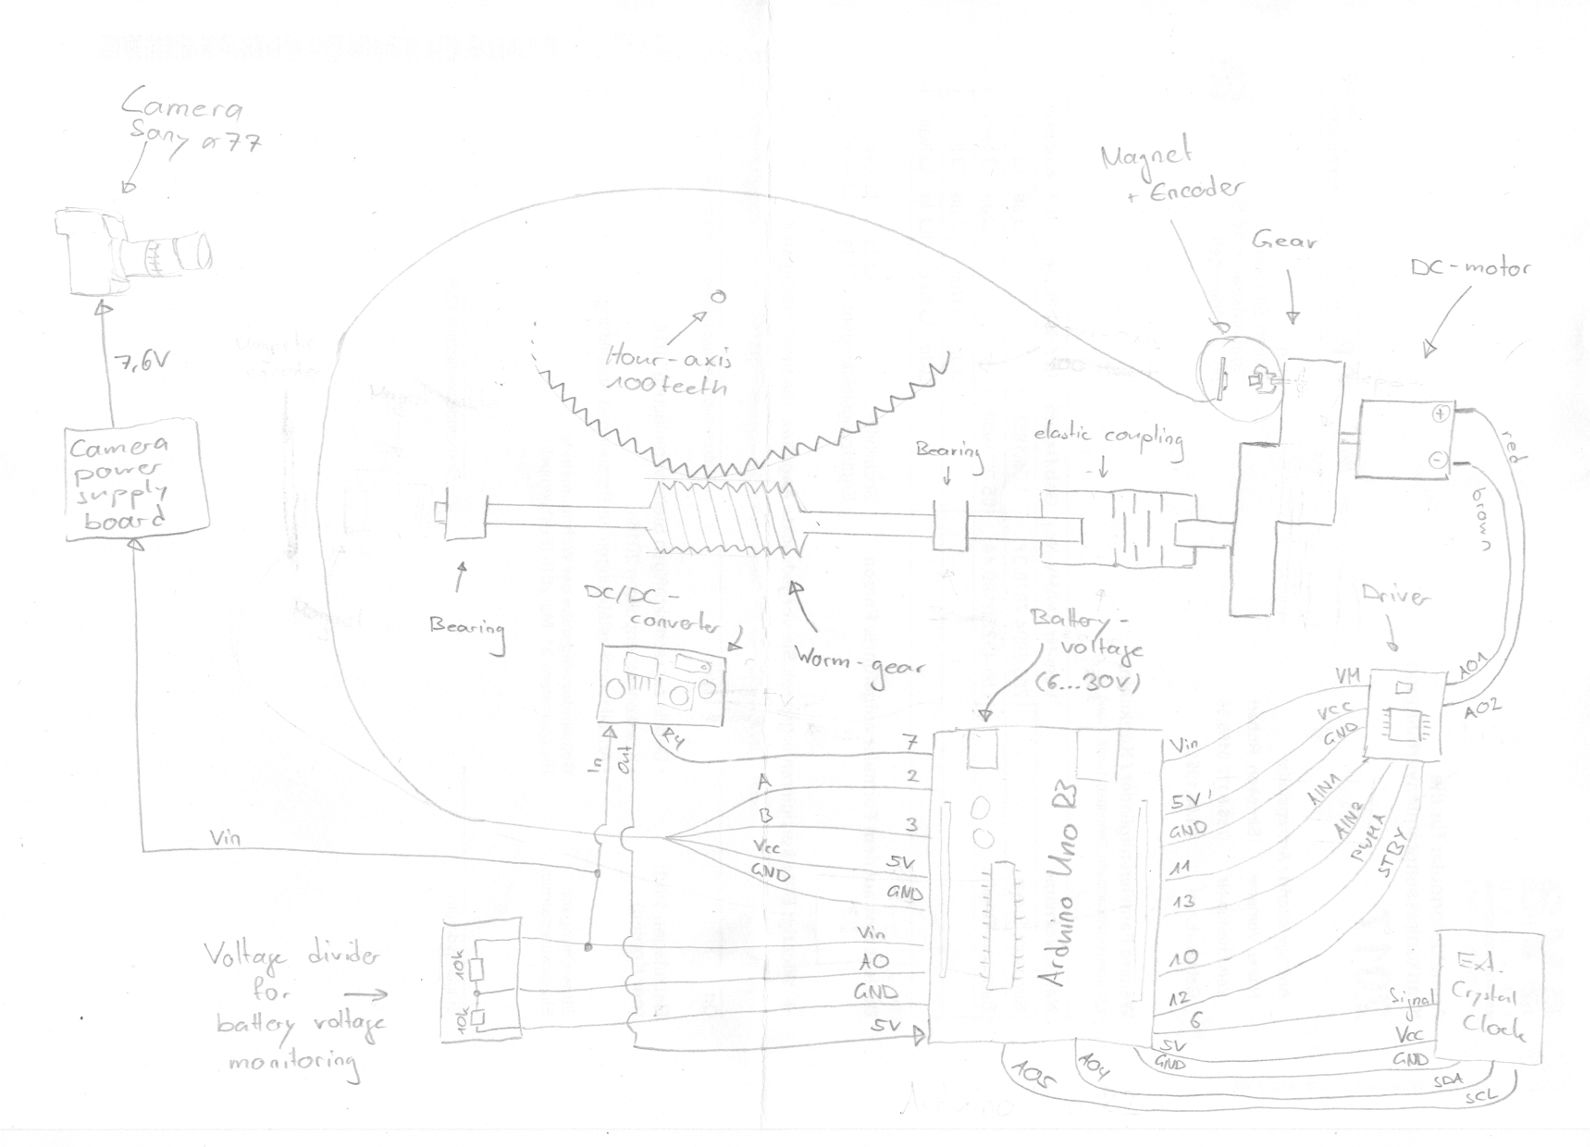 Camera
Sany α77
Magnet
+ Encoder
Gear
DC-motor
7,6V
Hour-axis
100 teeth
Camera
power
supply
board
Bearing
elastic coupling
+
-
red
brown
Bearing
Worm-gear
DC/DC-
converter
Battery-
voltage
(6...30V)
Driver
VM
VCC
GND
AO1
AO2
AIN1
AIN2
PWMA
STBY
In
Out
R4
7
A
2
B
3
Vcc
5V
GND
GND
Vin
Vin
A0
GND
5V
Arduino Uno R3
Vin
5V
GND
11
13
10
12
6
5V
GND
Voltage divider
for
battery voltage
monitoring
10k
10k
Ext.
Crystal
Clock
Signal
Vcc
GND
SDA
SCL
105
104